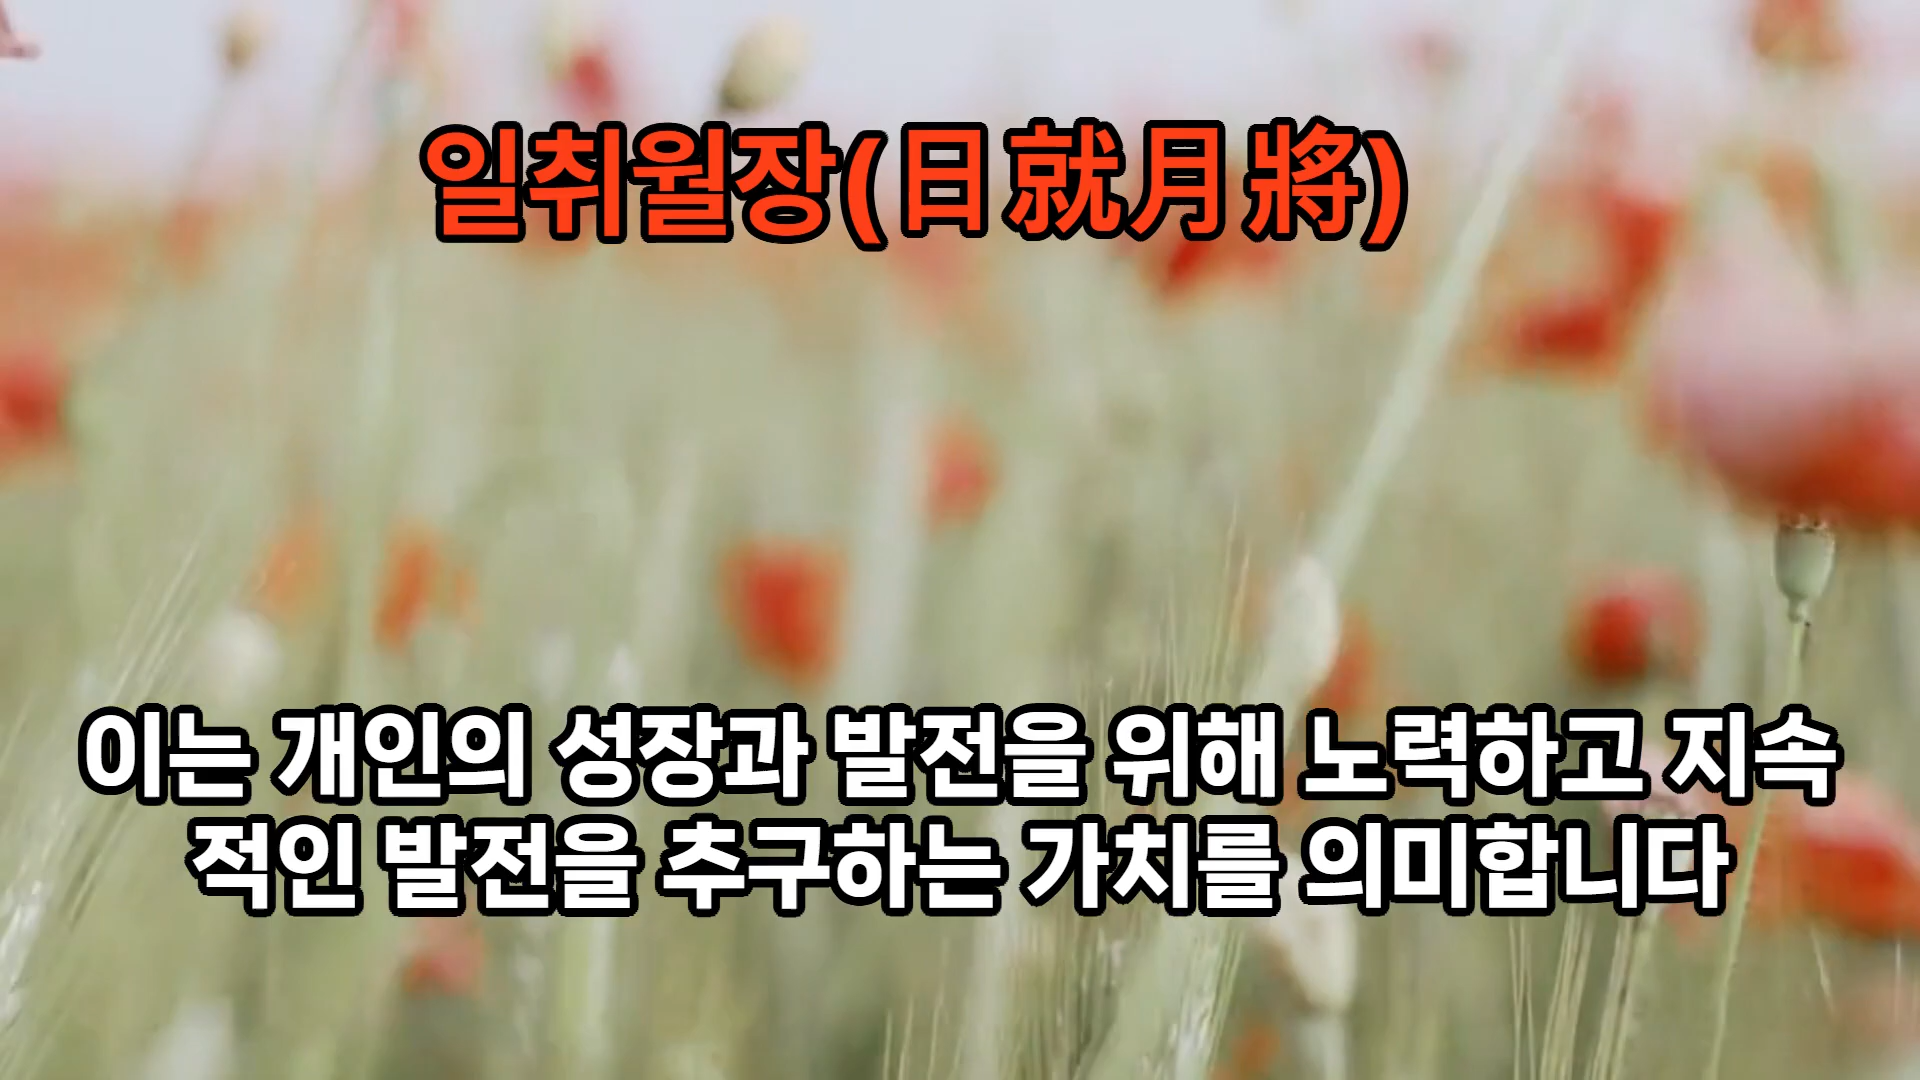 일취월장(日就月將)
이는 개인의 성장과 발전을 위해 노력하고 지속
적인 발전을 추구하는 가치를 의미합니다